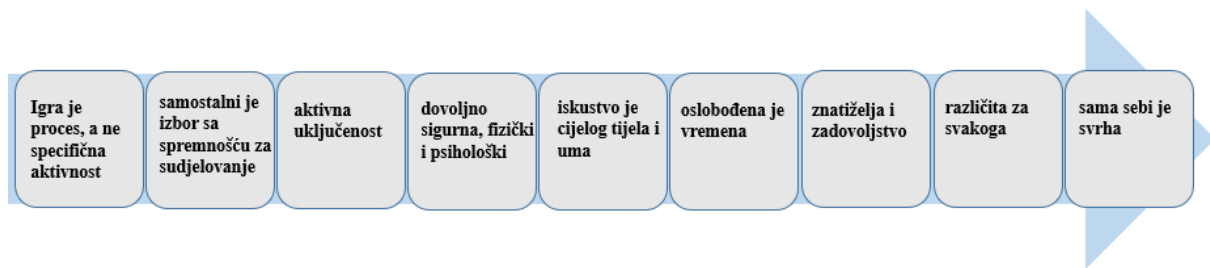 Igra je
proces, a ne
specifična
aktivnost
samostalni je
izbor sa
spremnošću za
sudjelovanje
aktivna
uključenost
dovoljno
sigurna, fizički
i psihološki
iskustvo je
cijelog tijela i
uma
oslobođena je
vremena
znatiželja i
zadovoljstvo
različita za
svakoga
sama sebi je
svrha